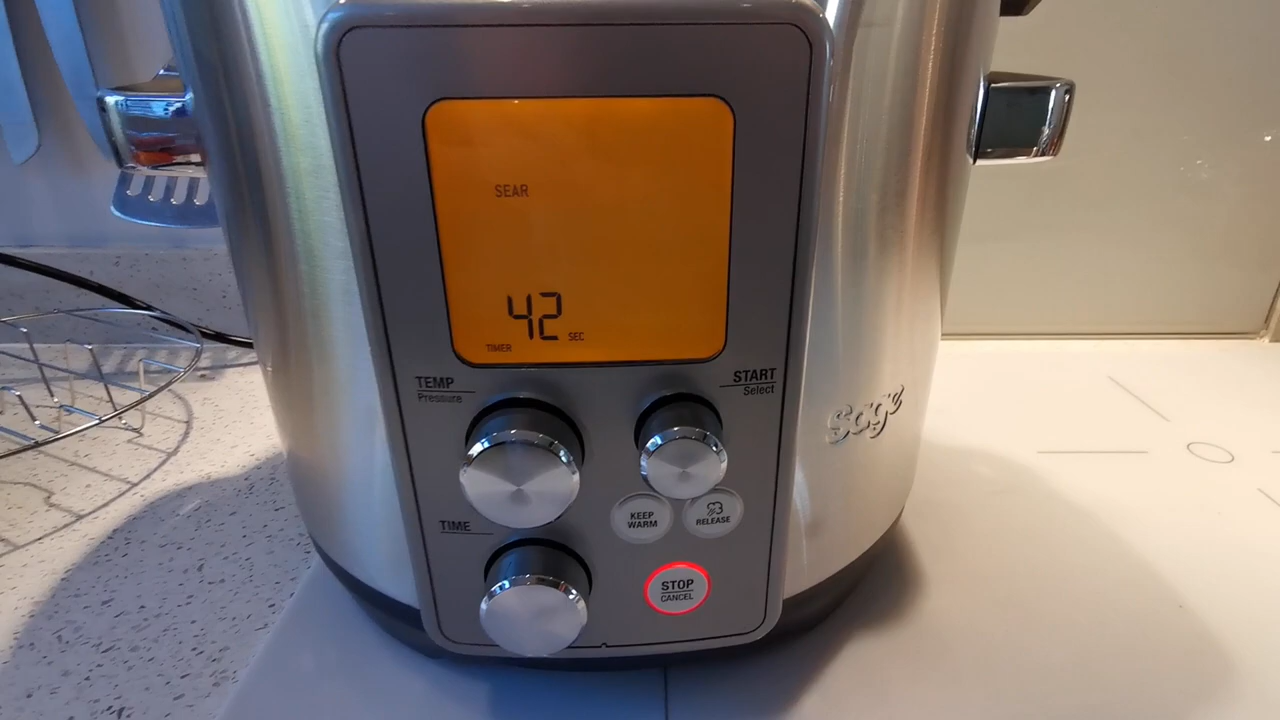 SEAR
42 SEC
TIMER
TEMP
Pressure
START
Select
sage
KEEP
WARM
RELEASE
TIME
STOP
CANCEL